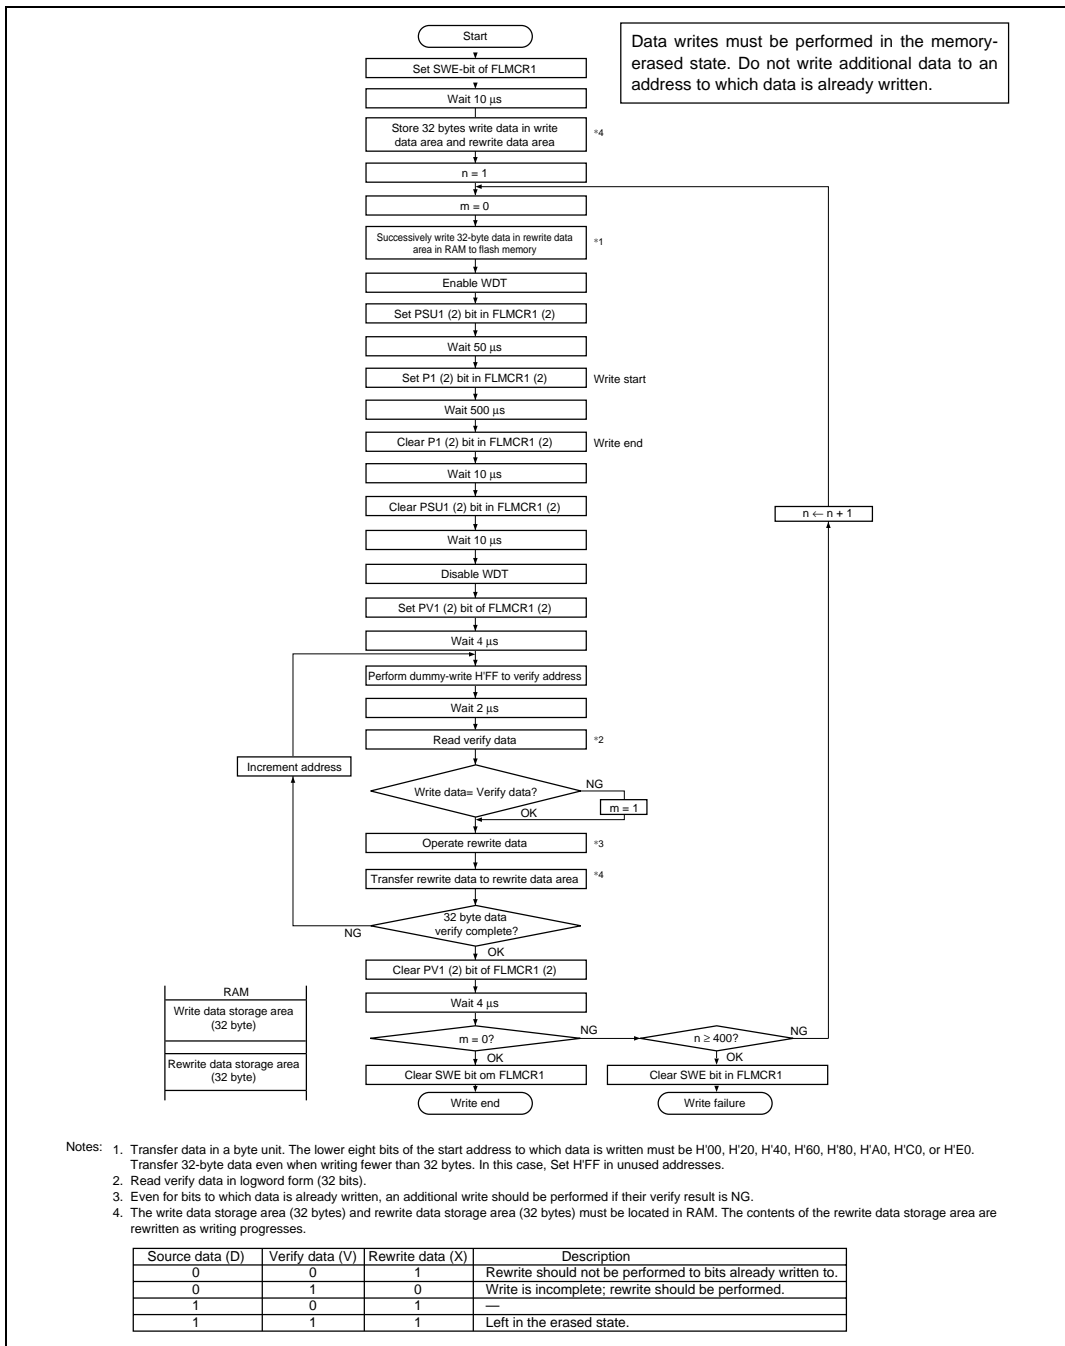 Start
Data writes must be performed in the memory-
erased state. Do not write additional data to an
address to which data is already written.
Set SWE-bit of FLMCR1
Wait 10 μs
Store 32 bytes write data in write
data area and rewrite data area
*4
n = 1
m = 0
Successively write 32-byte data in rewrite data
area in RAM to flash memory
*1
Enable WDT
Set PSU1 (2) bit in FLMCR1 (2)
Wait 50 μs
Set P1 (2) bit in FLMCR1 (2)
Write start
Wait 500 μs
Clear P1 (2) bit in FLMCR1 (2)
Write end
Wait 10 μs
Clear PSU1 (2) bit in FLMCR1 (2)
n ← n + 1
Wait 10 μs
Disable WDT
Set PV1 (2) bit of FLMCR1 (2)
Wait 4 μs
Perform dummy-write H'FF to verify address
Wait 2 μs
Read verify data
*2
Increment address
Write data= Verify data?
NG
m = 1
OK
Operate rewrite data
*3
Transfer rewrite data to rewrite data area
*4
32 byte data
verify complete?
NG
OK
Clear PV1 (2) bit of FLMCR1 (2)
Wait 4 μs
RAM
Write data storage area
(32 byte)
Rewrite data storage area
(32 byte)
m = 0?
NG
n ≥ 400?
NG
OK
OK
Clear SWE bit om FLMCR1
Clear SWE bit in FLMCR1
Write end
Write failure
Notes: 1. Transfer data in a byte unit. The lower eight bits of the start address to which data is written must be H'00, H'20, H'40, H'60, H'80, H'A0, H'C0, or H'E0.
Transfer 32-byte data even when writing fewer than 32 bytes. In this case, Set H'FF in unused addresses.
2. Read verify data in logword form (32 bits).
3. Even for bits to which data is already written, an additional write should be performed if their verify result is NG.
4. The write data storage area (32 bytes) and rewrite data storage area (32 bytes) must be located in RAM. The contents of the rewrite data storage area are
rewritten as writing progresses.
Source data (D) Verify data (V) Rewrite data (X) Description
0 0 1 Rewrite should not be performed to bits already written to.
0 1 0 Write is incomplete; rewrite should be performed.
1 0 1 —
1 1 1 Left in the erased state.